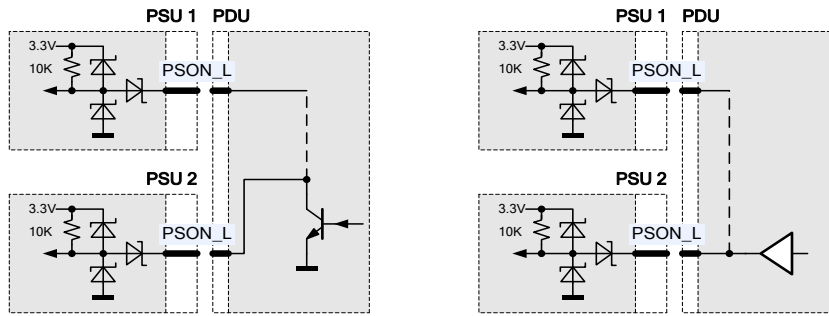 PSU 1 PDU
3.3V
10K
PSON_L
PSU 2
3.3V
10K
PSON_L
PSU 1 PDU
3.3V
10K
PSON_L
PSU 2
3.3V
10K
PSON_L